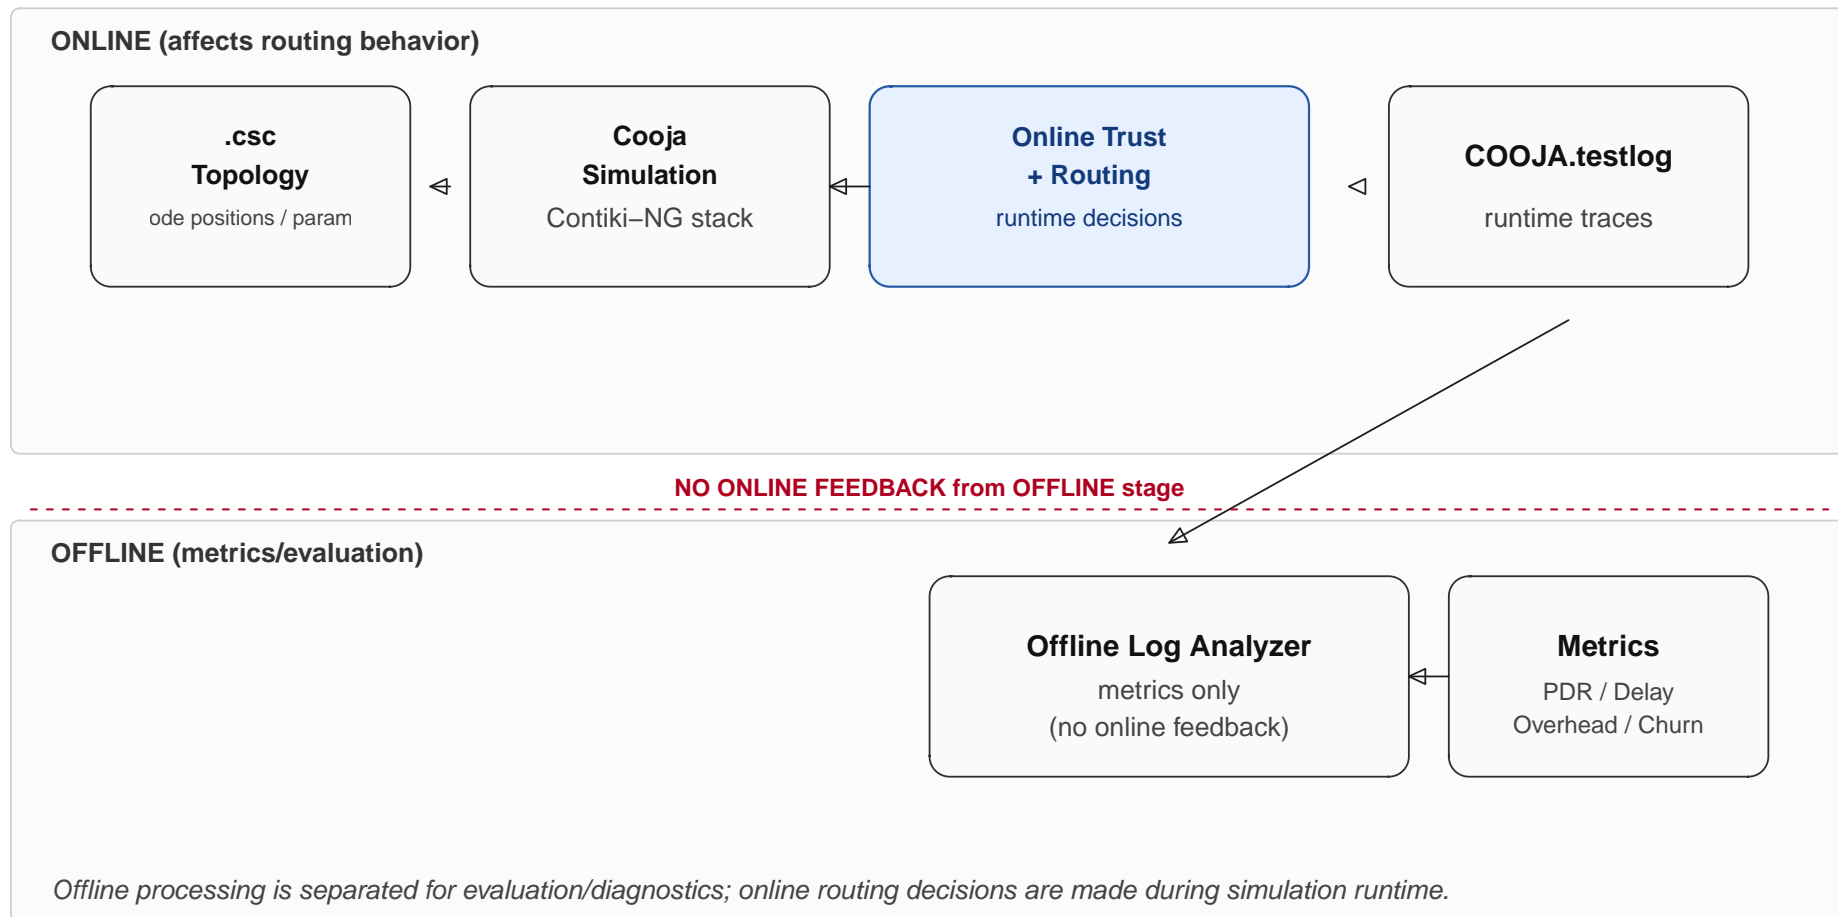 ONLINE (affects routing behavior)
.csc
Topology
ode positions / param
Cooja
Simulation
Contiki−NG stack
Online Trust
+ Routing
runtime decisions
COOJA.testlog
runtime traces
NO ONLINE FEEDBACK from OFFLINE stage
OFFLINE (metrics/evaluation)
Offline Log Analyzer
metrics only
(no online feedback)
Metrics
PDR / Delay
Overhead / Churn
Offline processing is separated for evaluation/diagnostics; online routing decisions are made during simulation runtime.